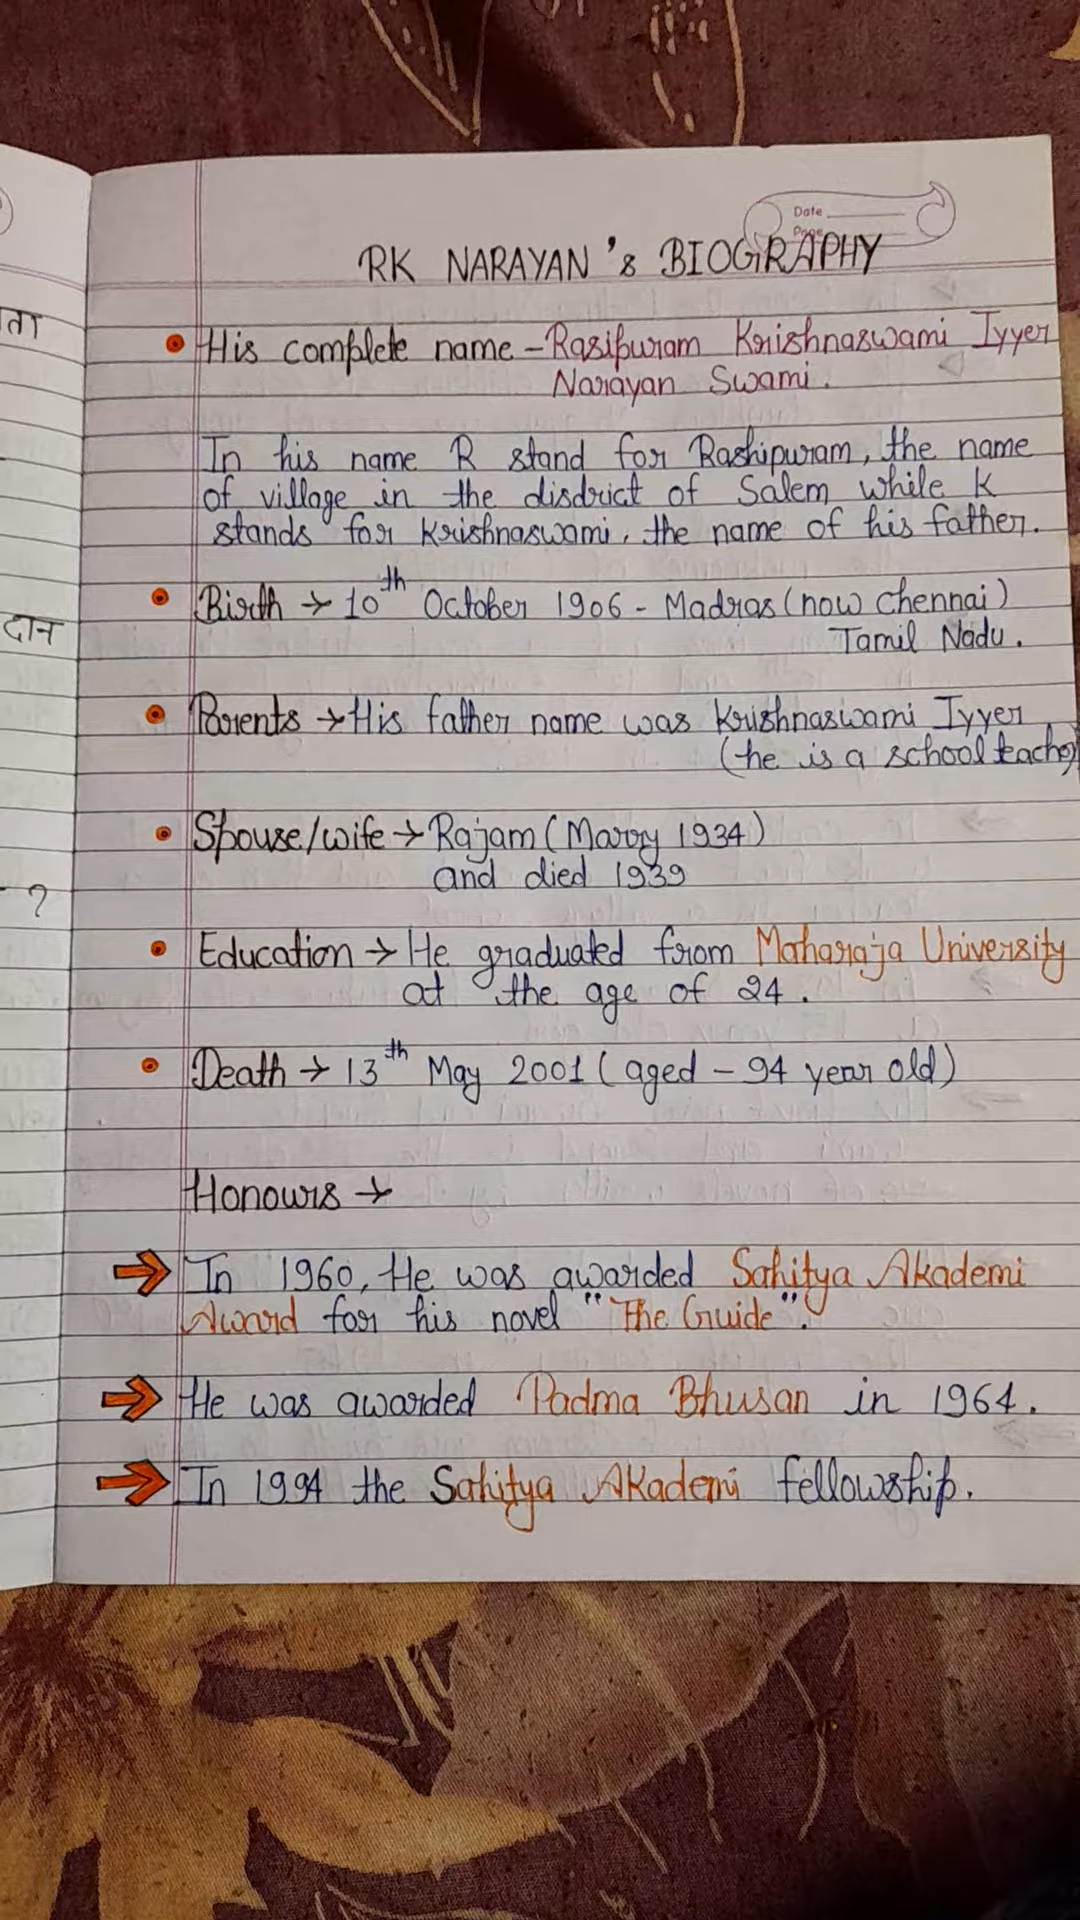 Date
Page
RK NARAYAN's BIOGRAPHY
His complete name - Rasipuram Krishnaswami Iyyer
Narayan Swami.
In his name R stand for Rashipuram, the name
of village in the disdrict of Salem while K
stands for Krishnaswami, the name of his father.
Birth → 10th October 1906 - Madras (now Chennai)
Tamil Nadu.
Parents → His father name was Krishnaswami Iyyer
(he is a school teacher)
Spouse/wife → Rajam (Marry 1934)
and died 1939
Education → He graduated from Maharaja University
at the age of 24.
Death → 13th May 2001 (aged - 94 year old)
Honours →
In 1960, He was awarded Sahitya Akademi
Award for his novel "The Guide".
He was awarded Padma Bhusan in 1964.
In 1994 the Sahitya Akademi fellowship.
दान
?